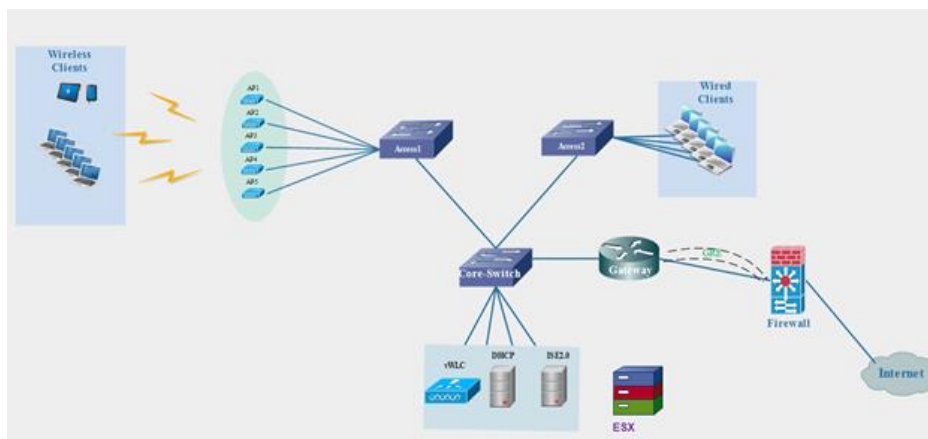 Wireless
Clients
AP1
AP2
AP3
AP4
AP5
Access1
Access2
Wired
Clients
Core-Switch
Gateway
GRE
Firewall
Internet
vWLC
DHCP
ISE2.0
ESX